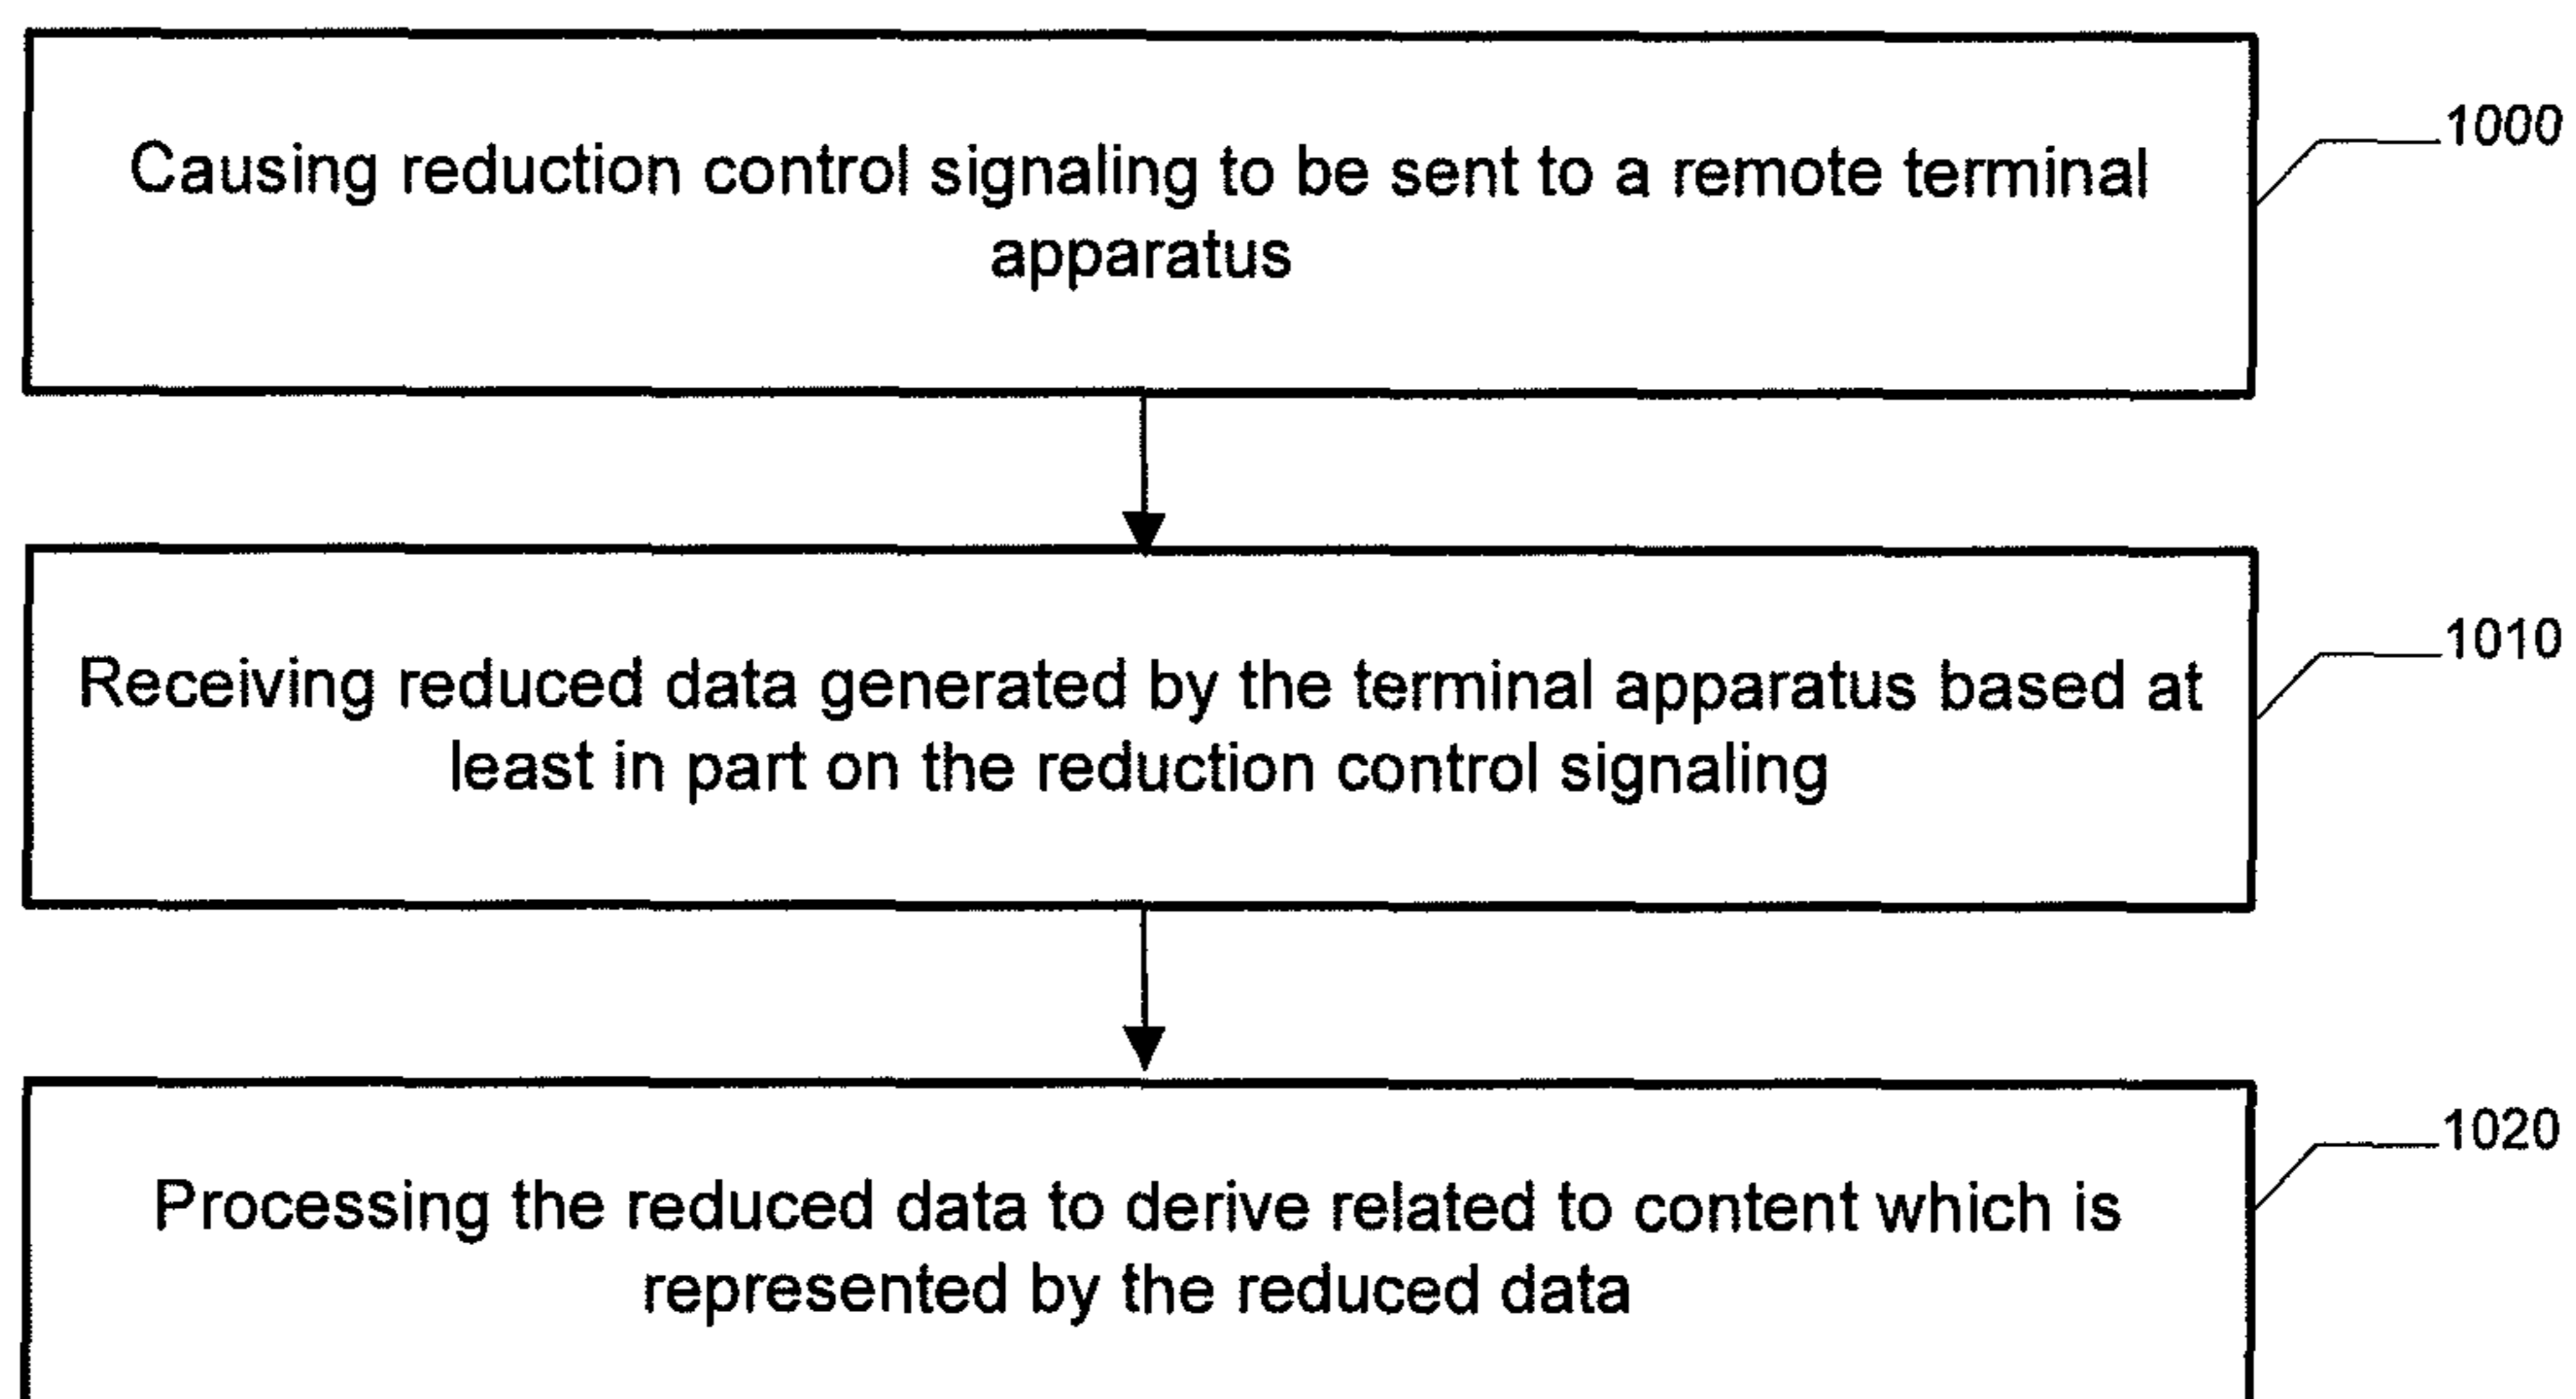 Causing reduction control signaling to be sent to a remote terminal
apparatus
1000
Receiving reduced data generated by the terminal apparatus based at
least in part on the reduction control signaling
1010
Processing the reduced data to derive related to content which is
represented by the reduced data
1020